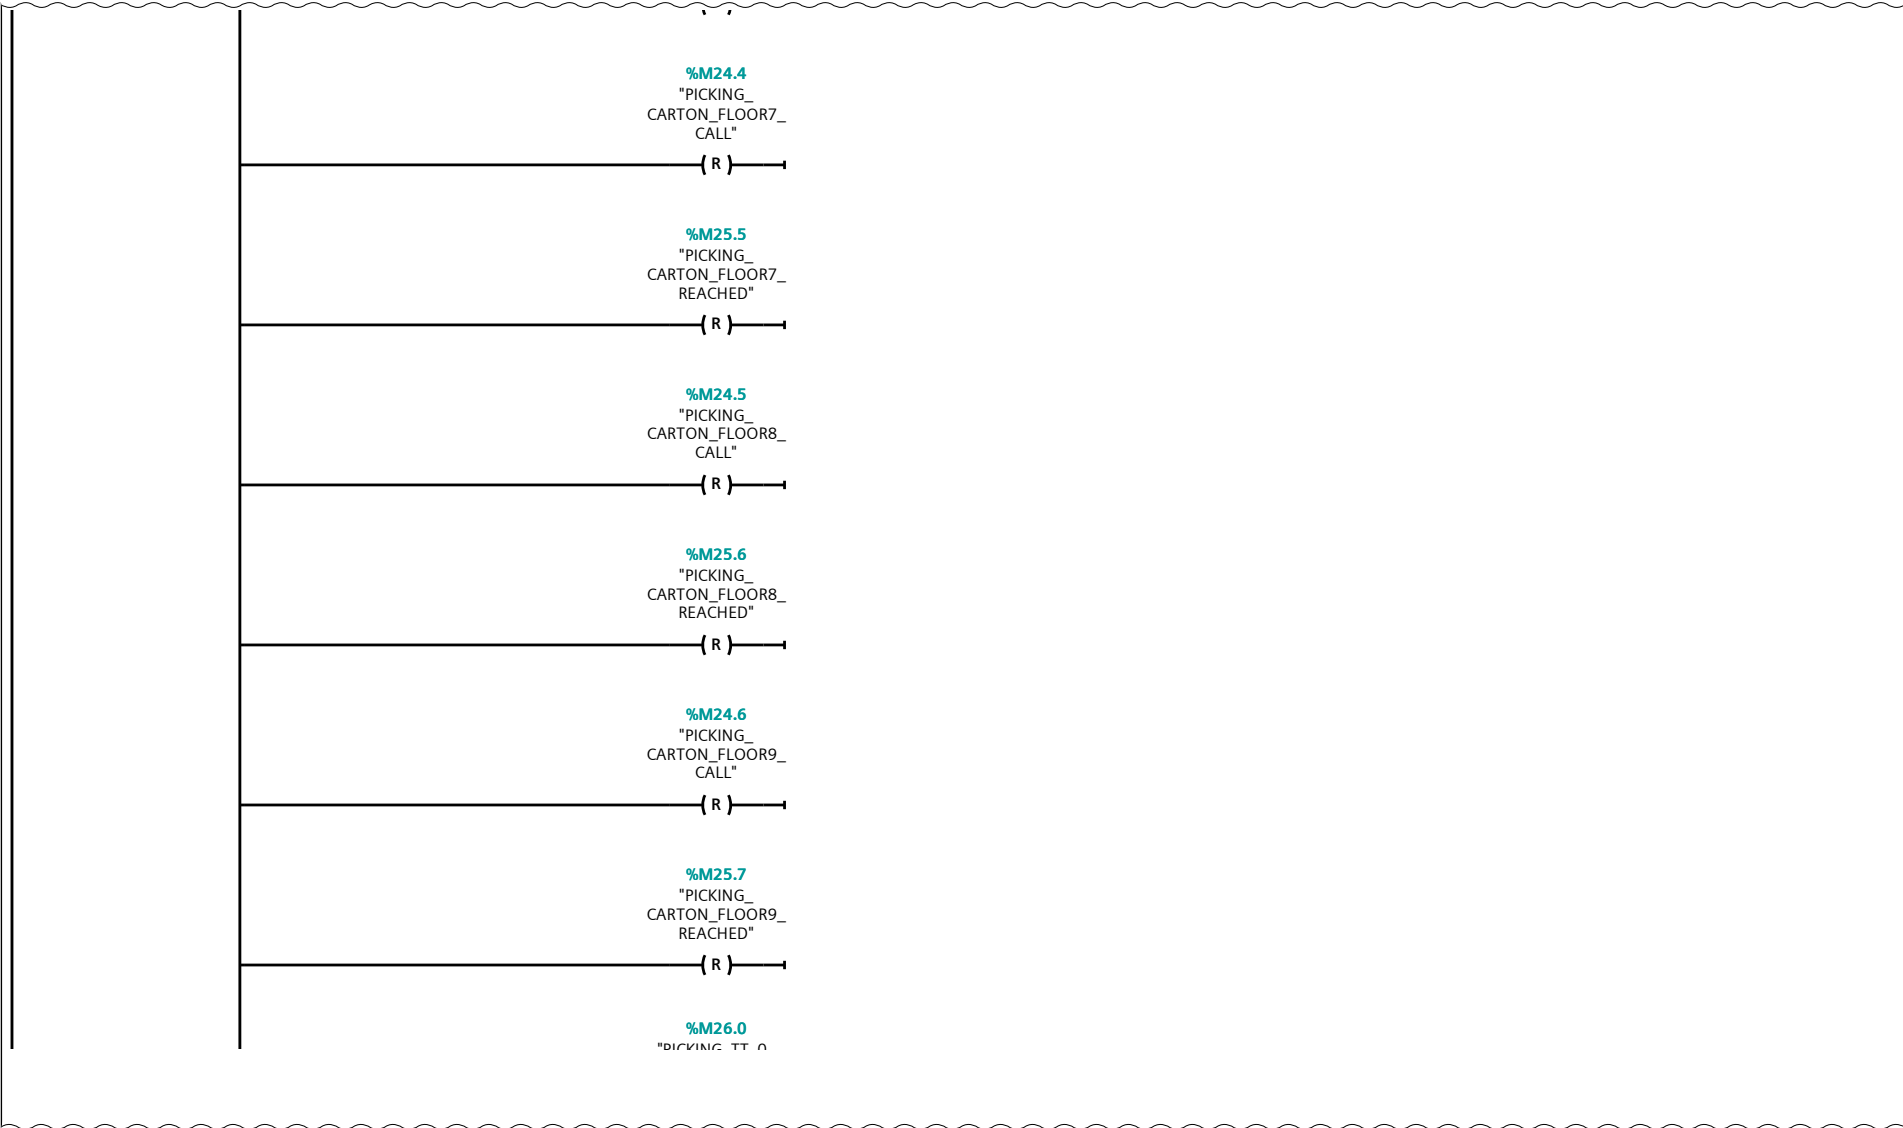 %M24.4
"PICKING_
CARTON_FLOOR7_
CALL"
( R )
%M25.5
"PICKING_
CARTON_FLOOR7_
REACHED"
( R )
%M24.5
"PICKING_
CARTON_FLOOR8_
CALL"
( R )
%M25.6
"PICKING_
CARTON_FLOOR8_
REACHED"
( R )
%M24.6
"PICKING_
CARTON_FLOOR9_
CALL"
( R )
%M25.7
"PICKING_
CARTON_FLOOR9_
REACHED"
( R )
%M26.0
"PICKING_TT_